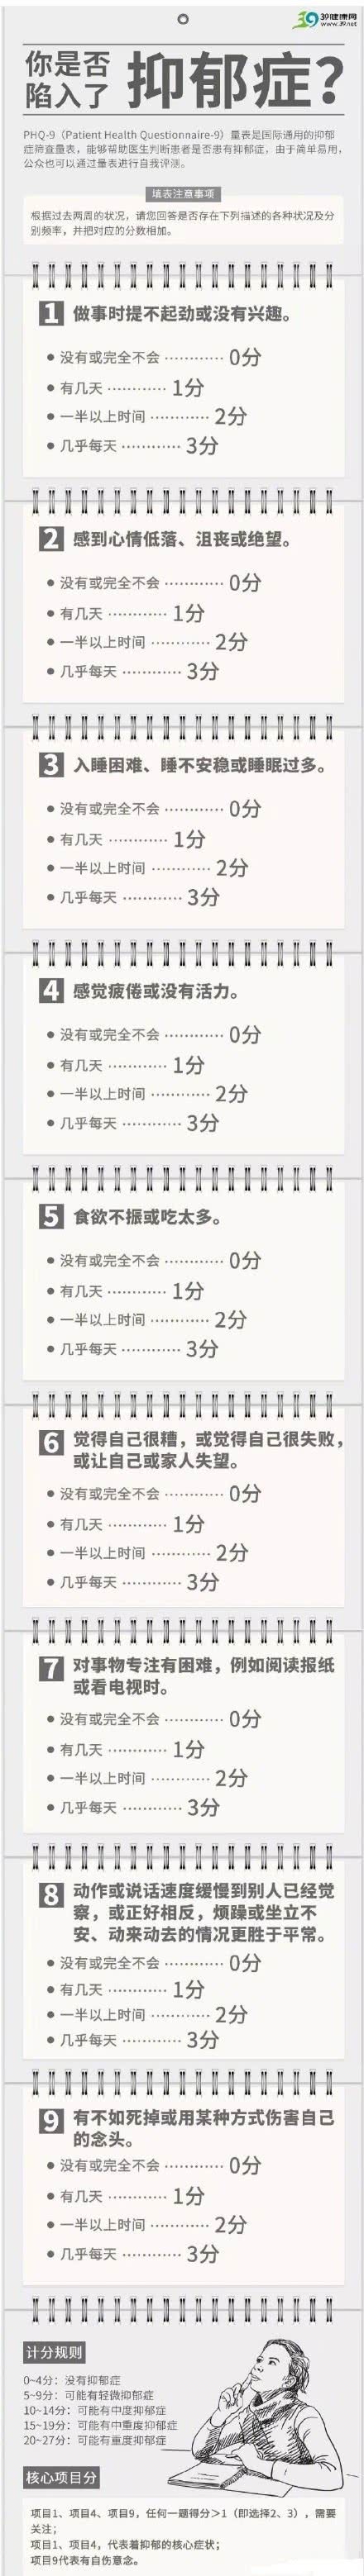 39健康网
www.39.net
你是否
陷入了
抑郁症？
PHQ-9（Patient Health Questionnaire-9）量表是国际通用的抑郁
症筛查量表，能够帮助医生判断患者是否患有抑郁症，由于简单易用，
公众也可以通过量表进行自我评测。
填表注意事项
根据过去两周的状况，请您回答是否存在下列描述的各种状况及分
别频率，并把对应的分数相加。
1 做事时提不起劲或没有兴趣。
● 没有或完全不会 ············ 0分
● 有几天 ············ 1分
● 一半以上时间 ············ 2分
● 几乎每天 ············ 3分
2 感到心情低落、沮丧或绝望。
● 没有或完全不会 ············ 0分
● 有几天 ············ 1分
● 一半以上时间 ············ 2分
● 几乎每天 ············ 3分
3 入睡困难、睡不安稳或睡眠过多。
● 没有或完全不会 ············ 0分
● 有几天 ············ 1分
● 一半以上时间 ············ 2分
● 几乎每天 ············ 3分
4 感觉疲倦或没有活力。
● 没有或完全不会 ············ 0分
● 有几天 ············ 1分
● 一半以上时间 ············ 2分
● 几乎每天 ············ 3分
5 食欲不振或吃太多。
● 没有或完全不会 ············ 0分
● 有几天 ············ 1分
● 一半以上时间 ············ 2分
● 几乎每天 ············ 3分
6 觉得自己很糟，或觉得自己很失败，
或让自己或家人失望。
● 没有或完全不会 ············ 0分
● 有几天 ············ 1分
● 一半以上时间 ············ 2分
● 几乎每天 ············ 3分
7 对事物专注有困难，例如阅读报纸
或看电视时。
● 没有或完全不会 ············ 0分
● 有几天 ············ 1分
● 一半以上时间 ············ 2分
● 几乎每天 ············ 3分
8 动作或说话速度缓慢到别人已经觉
察，或正好相反，烦躁或坐立不
安、动来动去的情况更胜于平常。
● 没有或完全不会 ············ 0分
● 有几天 ············ 1分
● 一半以上时间 ············ 2分
● 几乎每天 ············ 3分
9 有不如死掉或用某种方式伤害自己
的念头。
● 没有或完全不会 ············ 0分
● 有几天 ············ 1分
● 一半以上时间 ············ 2分
● 几乎每天 ············ 3分
计分规则
0~4分：没有抑郁症
5~9分：可能有轻微抑郁症
10~14分：可能有中度抑郁症
15~19分：可能有中重度抑郁症
20~27分：可能有重度抑郁症
核心项目分
项目1、项目4、项目9，任何一题得分＞1（即选择2、3），需要
关注；
项目1、项目4，代表着抑郁的核心症状；
项目9代表有自伤意念。